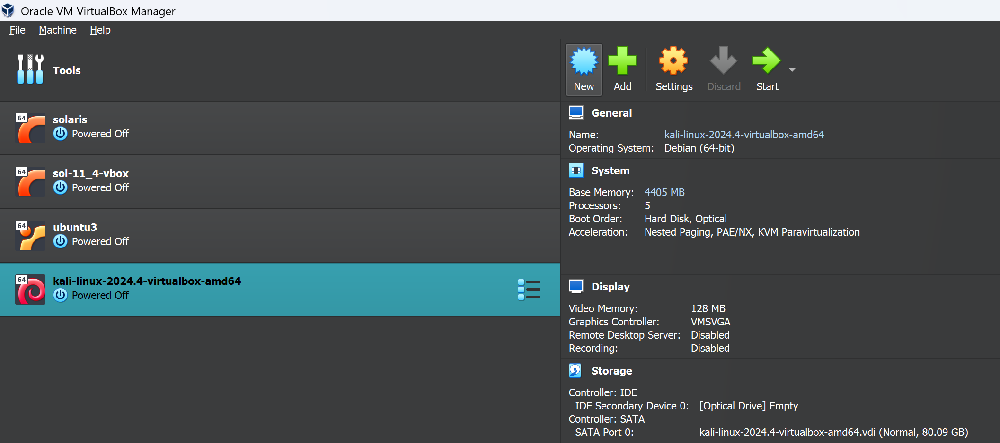 Oracle VM VirtualBox Manager
File Machine Help
Tools
64
solaris
Powered Off
64
sol-11_4-vbox
Powered Off
64
ubuntu3
Powered Off
64
kali-linux-2024.4-virtualbox-amd64
Powered Off
New Add Settings Discard Start
General
Name: kali-linux-2024.4-virtualbox-amd64
Operating System: Debian (64-bit)
System
Base Memory: 4405 MB
Processors: 5
Boot Order: Hard Disk, Optical
Acceleration: Nested Paging, PAE/NX, KVM Paravirtualization
Display
Video Memory: 128 MB
Graphics Controller: VMSVGA
Remote Desktop Server: Disabled
Recording: Disabled
Storage
Controller: IDE
IDE Secondary Device 0: [Optical Drive] Empty
Controller: SATA
SATA Port 0: kali-linux-2024.4-virtualbox-amd64.vdi (Normal, 80.09 GB)